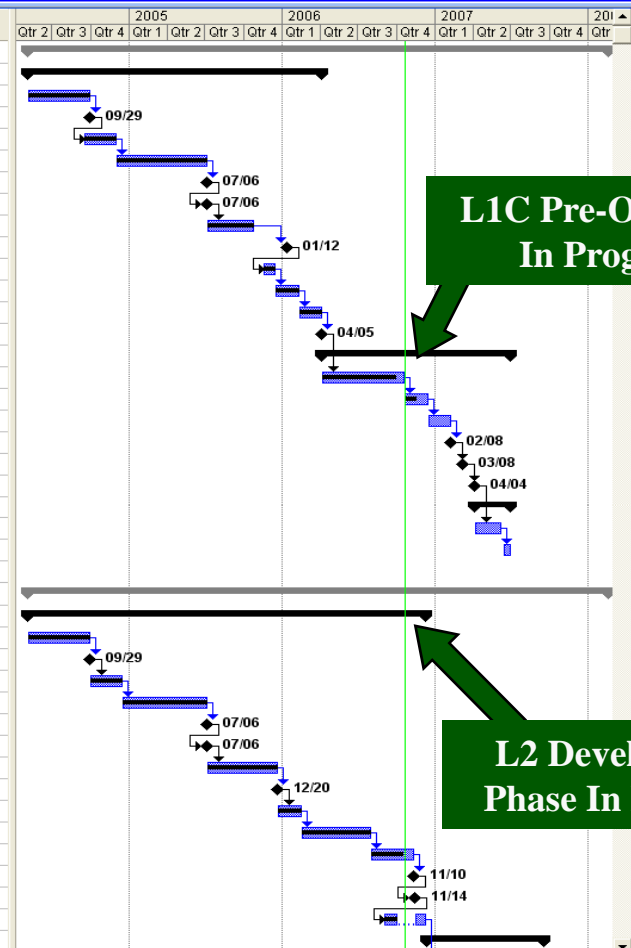 2005 2006 2007
Qtr 2 Qtr 3 Qtr 4 Qtr 1 Qtr 2 Qtr 3 Qtr 4 Qtr 1 Qtr 2 Qtr 3 Qtr 4 Qtr 1 Qtr 2 Qtr 3 Qtr 4 Qtr
09/29
07/06
07/06
L1C Pre-O
In Prog
01/12
04/05
02/08
03/08
04/04
09/29
07/06
07/06
L2 Devel
Phase In
12/20
11/10
11/14